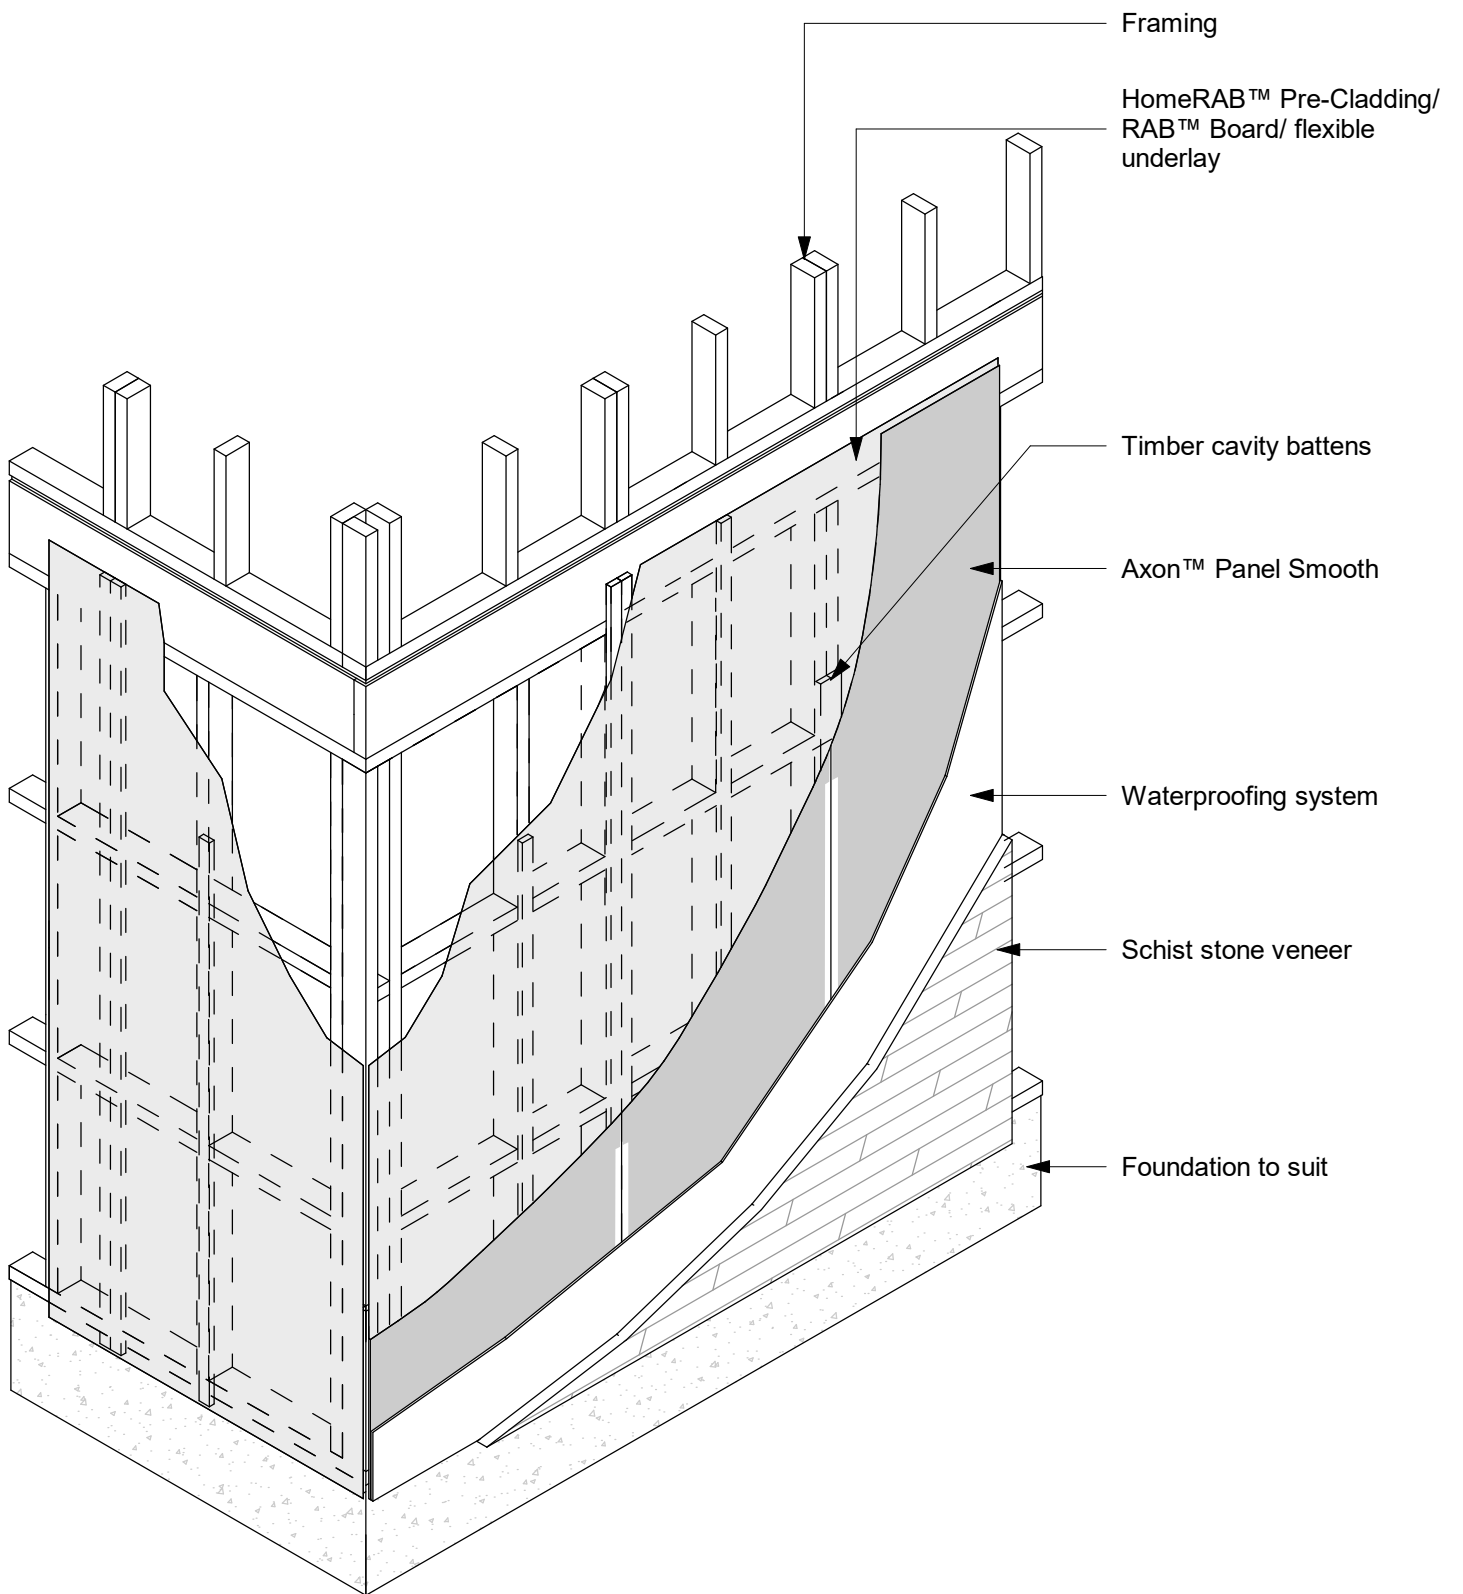 Framing
HomeRAB™ Pre-Cladding/
RAB™ Board/ flexible
underlay
Timber cavity battens
Axon™ Panel Smooth
Waterproofing system
Schist stone veneer
Foundation to suit